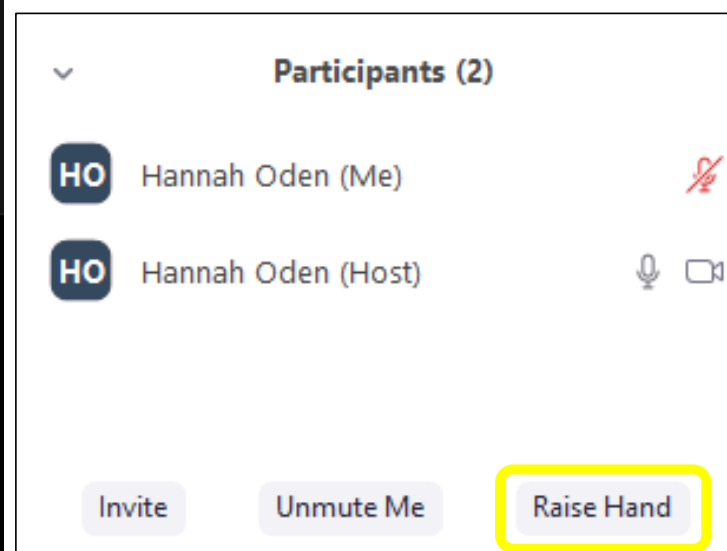 Participants (2)
HO Hannah Oden (Me)
HO Hannah Oden (Host)
Invite Unmute Me Raise Hand